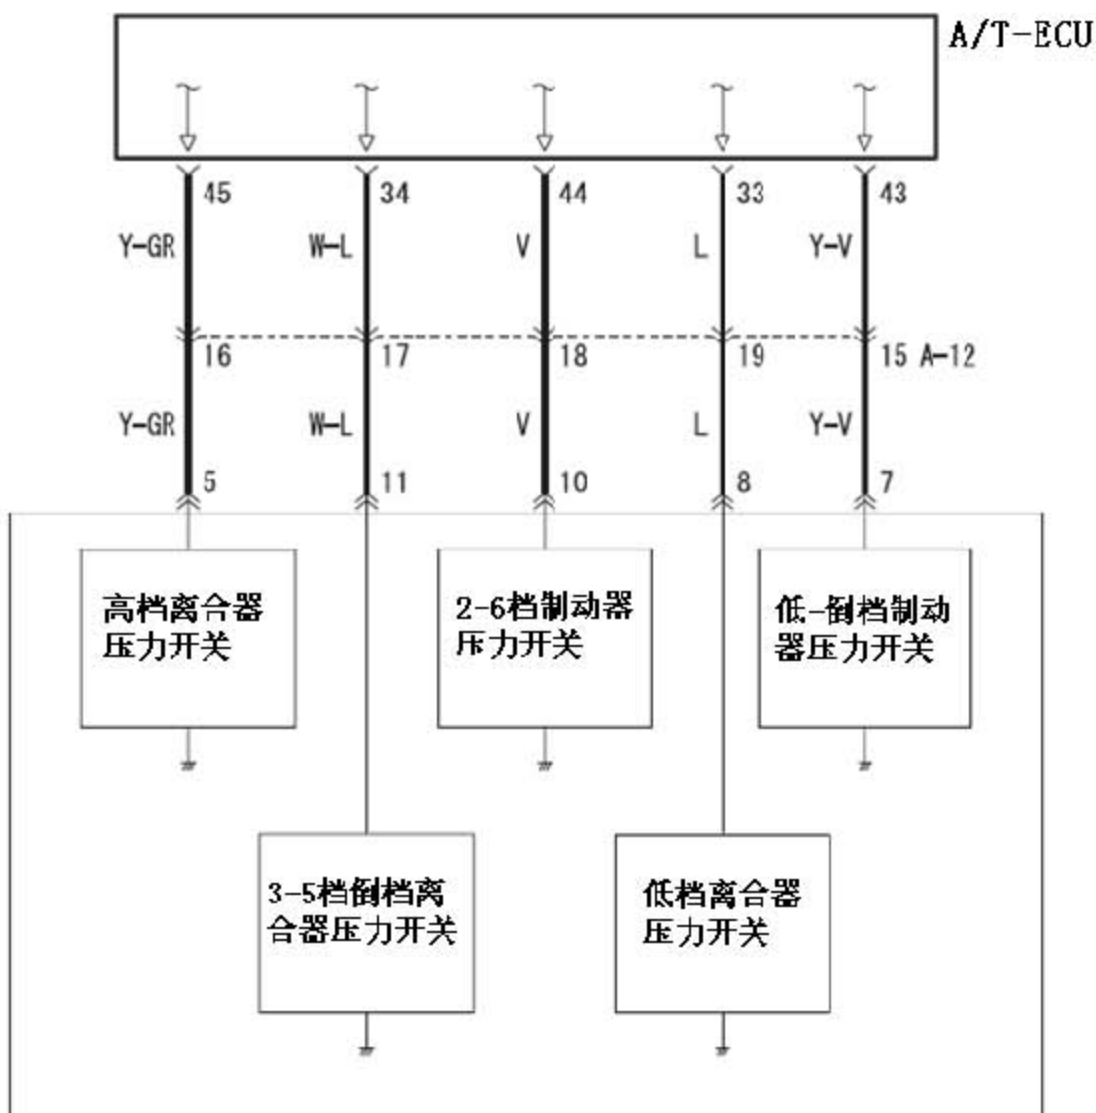 A/T-ECU
45 34 44 33 43
Y-GR W-L V L Y-V
16 17 18 19 15 A-12
Y-GR W-L V L Y-V
5 11 10 8 7
高档离合器
压力开关
2-6档制动器
压力开关
低-倒档制动
器压力开关
3-5档倒档离
合器压力开关
低档离合器
压力开关